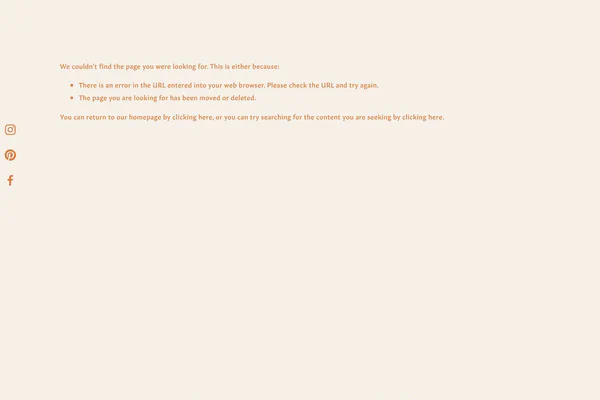 We couldn't find the page you were looking for. This is either because:
There is an error in the URL entered into your web browser. Please check the URL and try again.
The page you are looking for has been moved or deleted.
You can return to our homepage by clicking here, or you can try searching for the content you are seeking by clicking here.